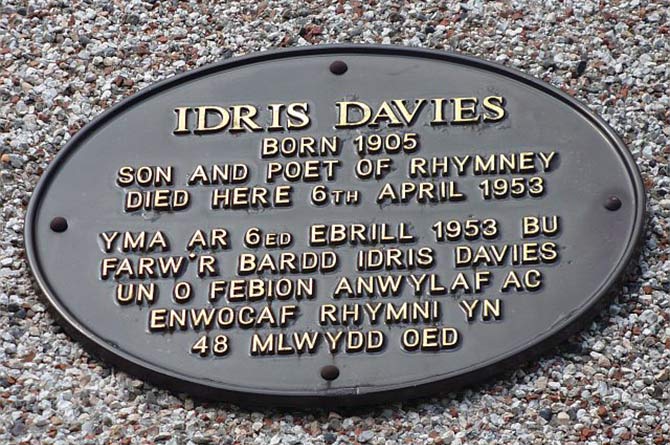 IDRIS DAVIES
BORN 1905
SON AND POET OF RHYMNEY
DIED HERE 6TH APRIL 1953
YMA AR 6ED EBRILL 1953 BU
FARW'R BARDD IDRIS DAVIES
UN O FEBION ANWYLAF AC
ENWOCAF RHYMNI YN
48 MLWYDD OED